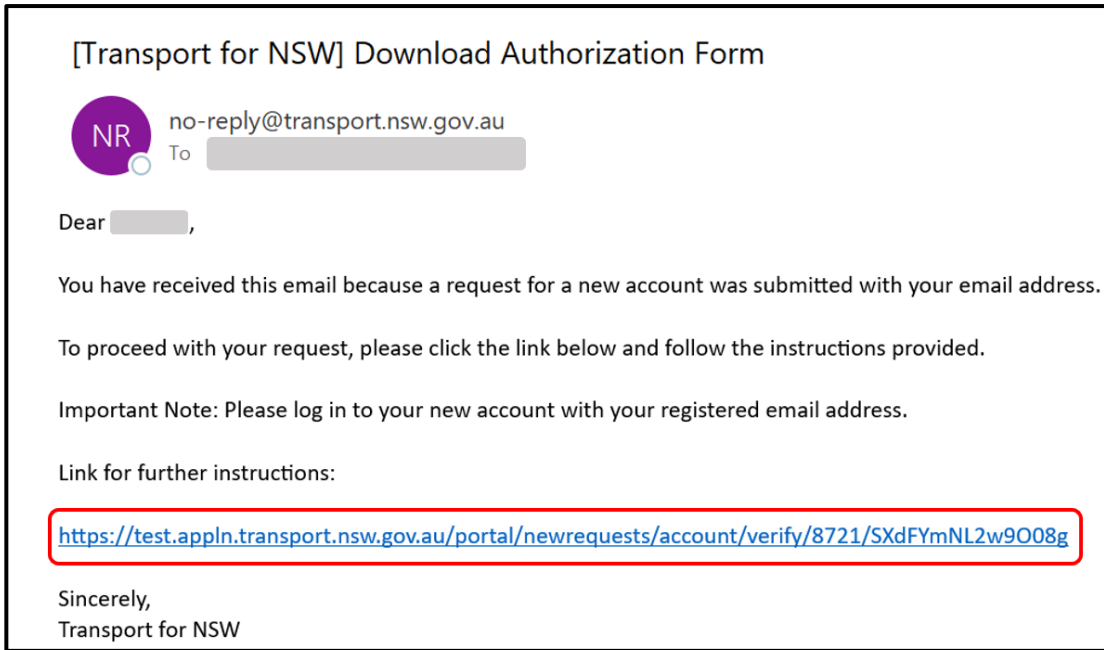 [Transport for NSW] Download Authorization Form
NR
no-reply@transport.nsw.gov.au
To
Dear ,
You have received this email because a request for a new account was submitted with your email address.
To proceed with your request, please click the link below and follow the instructions provided.
Important Note: Please log in to your new account with your registered email address.
Link for further instructions:
https://test.appln.transport.nsw.gov.au/portal/newrequests/account/verify/8721/SXdFYmNL2w9O08g
Sincerely,
Transport for NSW